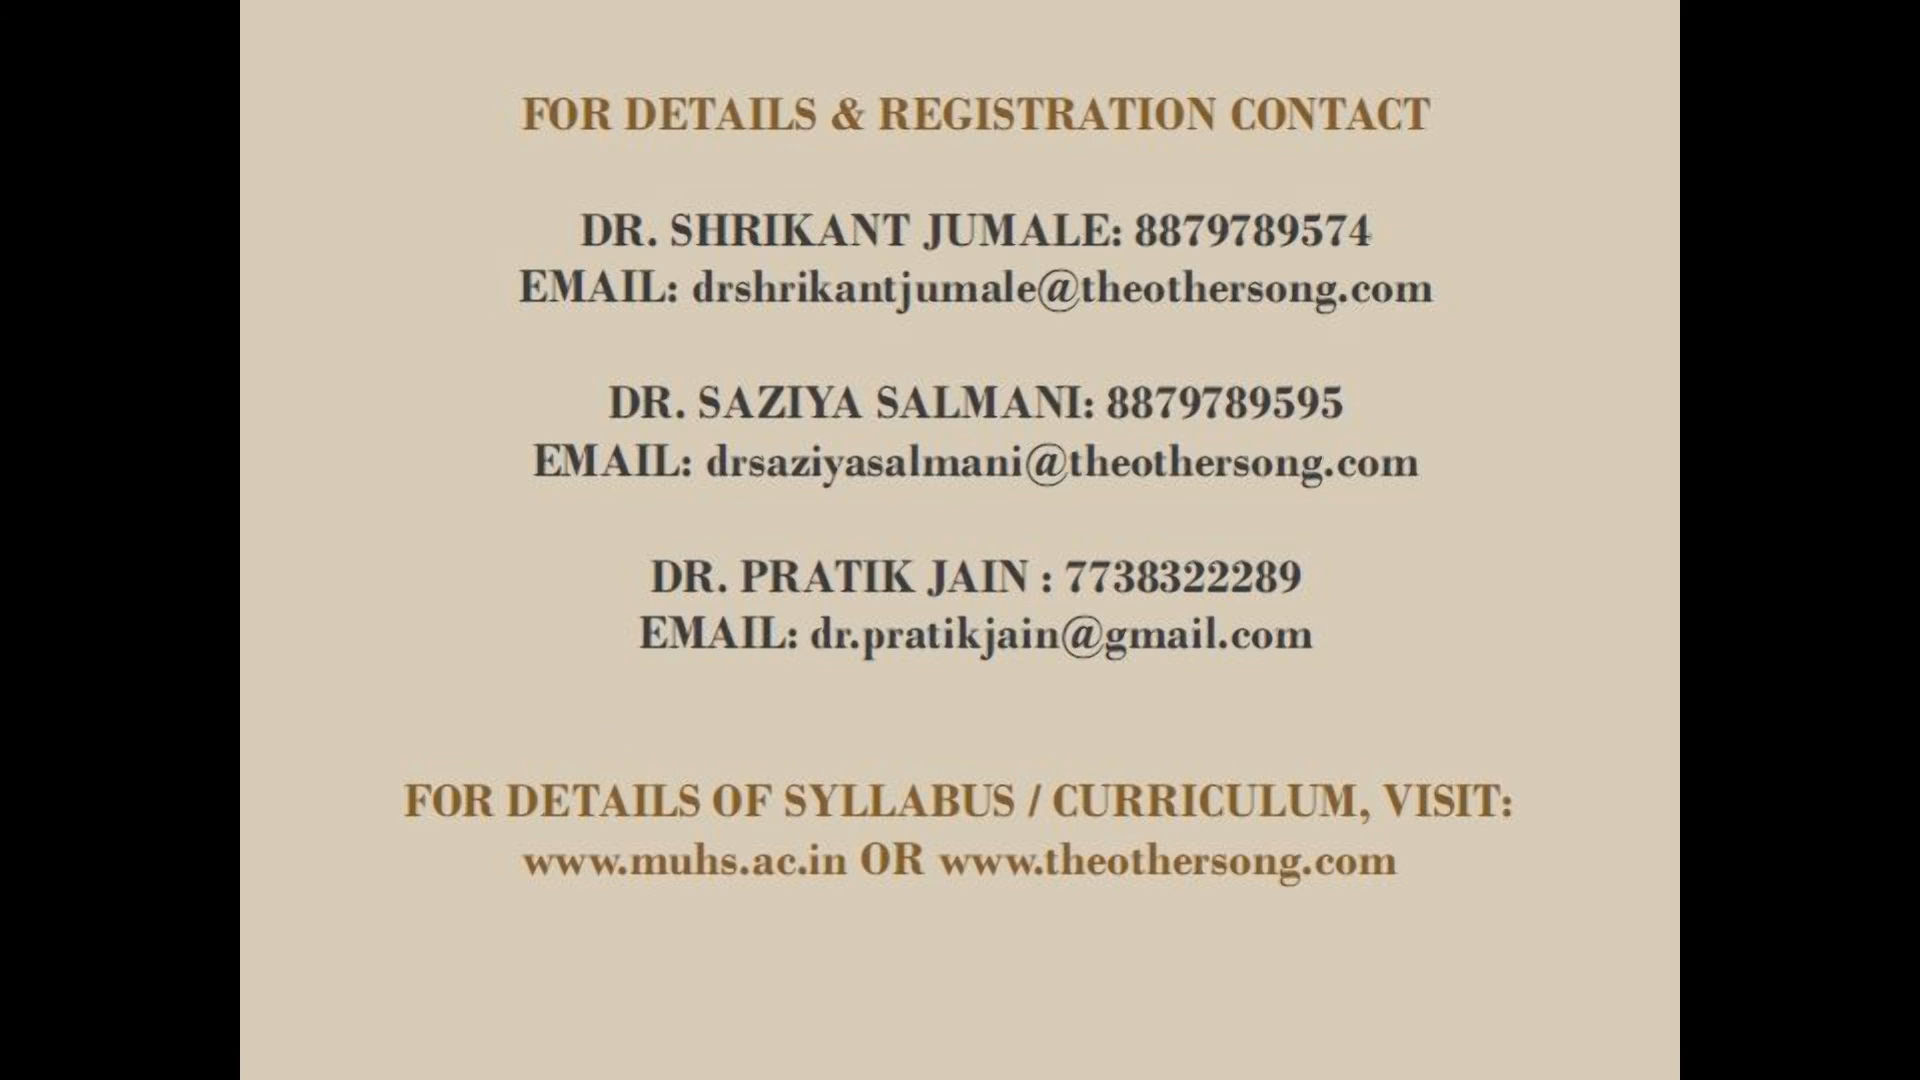 FOR DETAILS & REGISTRATION CONTACT
DR. SHRIKANT JUMALE: 8879789574
EMAIL: drshrikantjumale@theothersong.com
DR. SAZIYA SALMANI: 8879789595
EMAIL: drsaziyasalmani@theothersong.com
DR. PRATIK JAIN : 7738322289
EMAIL: dr.pratikjain@gmail.com
FOR DETAILS OF SYLLABUS / CURRICULUM, VISIT:
www.muhs.ac.in OR www.theothersong.com